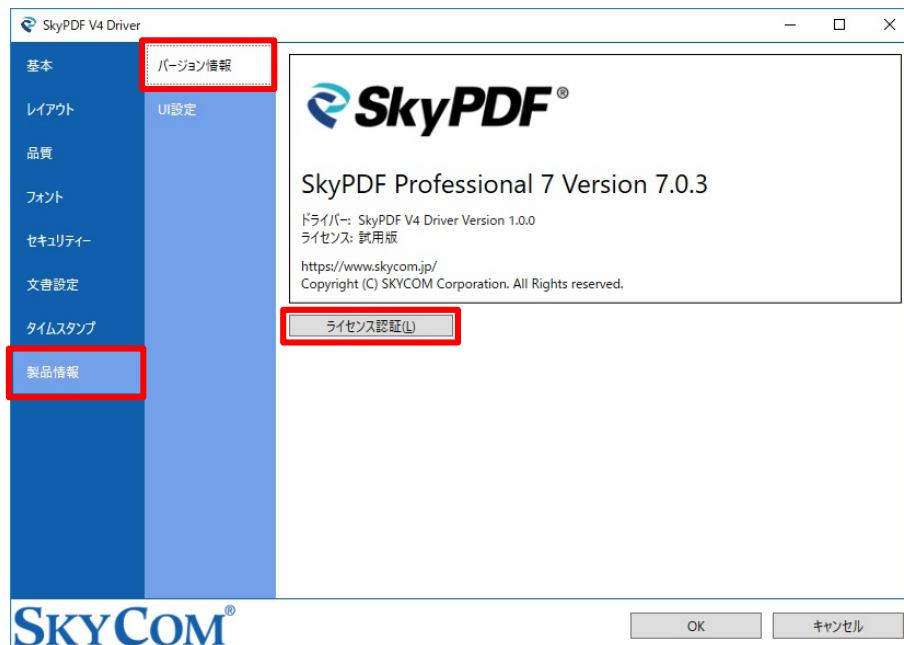 SkyPDF V4 Driver
基本
レイアウト
品質
フォント
セキュリティー
文書設定
タイムスタンプ
製品情報
バージョン情報
UI設定
SkyPDF®
SkyPDF Professional 7 Version 7.0.3
ドライバー: SkyPDF V4 Driver Version 1.0.0
ライセンス: 試用版
https://www.skycom.jp/
Copyright (C) SKYCOM Corporation. All Rights reserved.
ライセンス認証(L)
SKYCOM®
OK
キャンセル